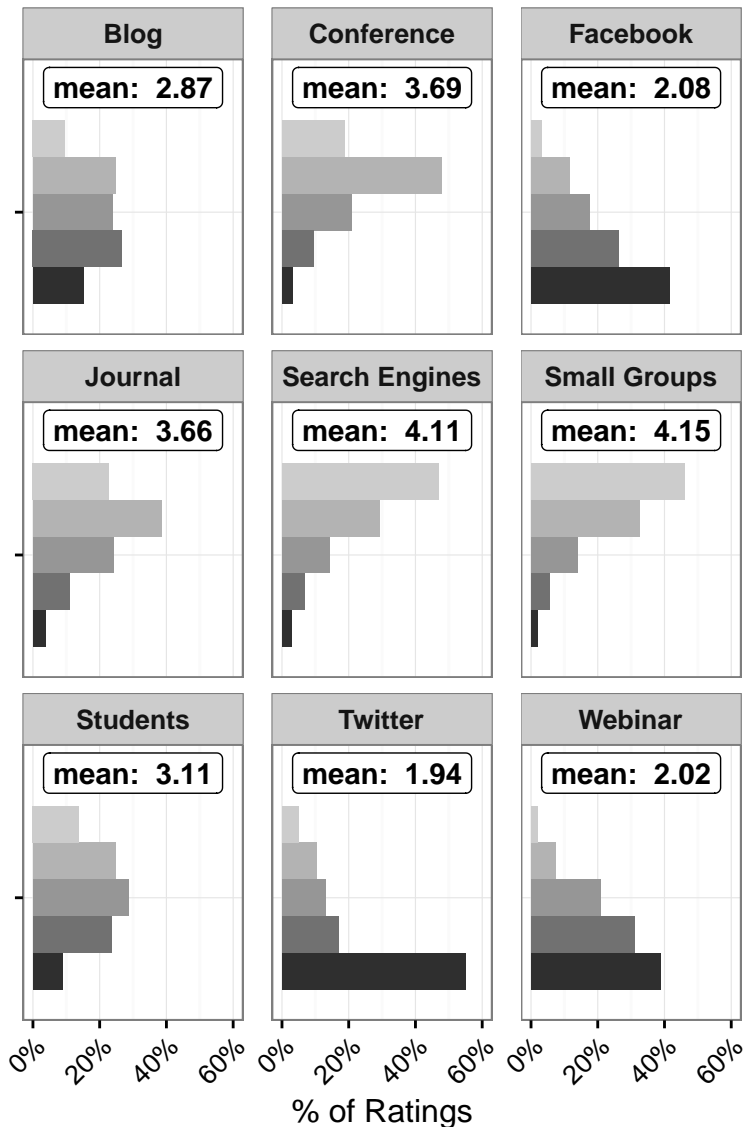 Blog Conference Facebook
mean: 2.87 mean: 3.69 mean: 2.08
Journal Search Engines Small Groups
mean: 3.66 mean: 4.11 mean: 4.15
Students Twitter Webinar
mean: 3.11 mean: 1.94 mean: 2.02
0% 20% 40% 60% 0% 20% 40% 60% 0% 20% 40% 60%
% of Ratings